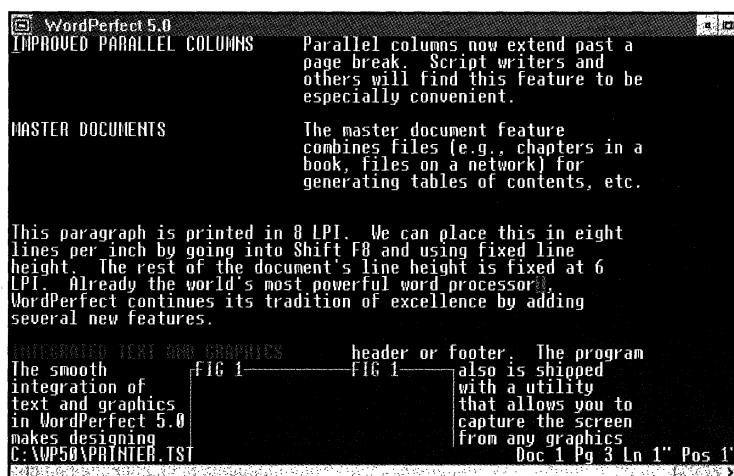 WordPerfect 5.0
IMPROVED PARALLEL COLUMNS Parallel columns now extend past a
page break. Script writers and
others will find this feature to be
especially convenient.
MASTER DOCUMENTS The master document feature
combines files (e.g., chapters in a
book, files on a network) for
generating tables of contents, etc.
This paragraph is printed in 8 LPI. We can place this in eight
lines per inch by going into Shift F8 and using fixed line
height. The rest of the document's line height is fixed at 6
LPI. Already the world's most powerful word processor,
WordPerfect continues its tradition of excellence by adding
several new features.
INTEGRATED TEXT AND GRAPHICS header or footer. The program
The smooth FIG 1 FIG 1 also is shipped
integration of with a utility
text and graphics that allows you to
in WordPerfect 5.0 capture the screen
makes designing from any graphics
C:\WP50\PRINTER.TST Doc 1 Pg 3 Ln 1" Pos 1"